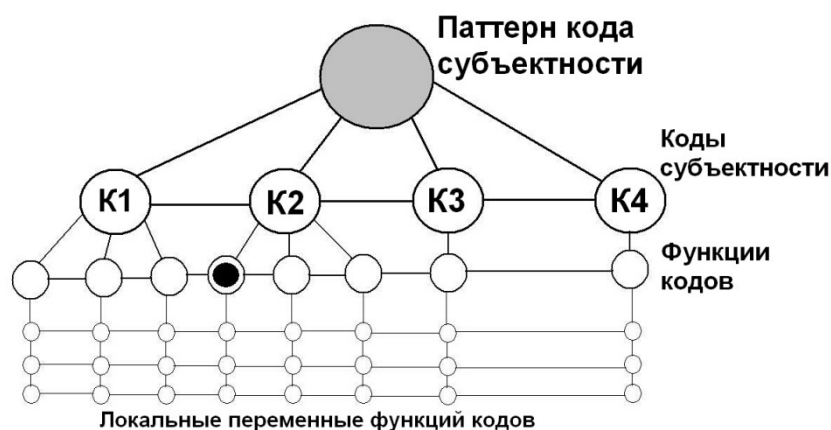 Паттерн кода
субъектности
Коды
субъектности
К1
К2
К3
К4
Функции
кодов
Локальные переменные функций кодов